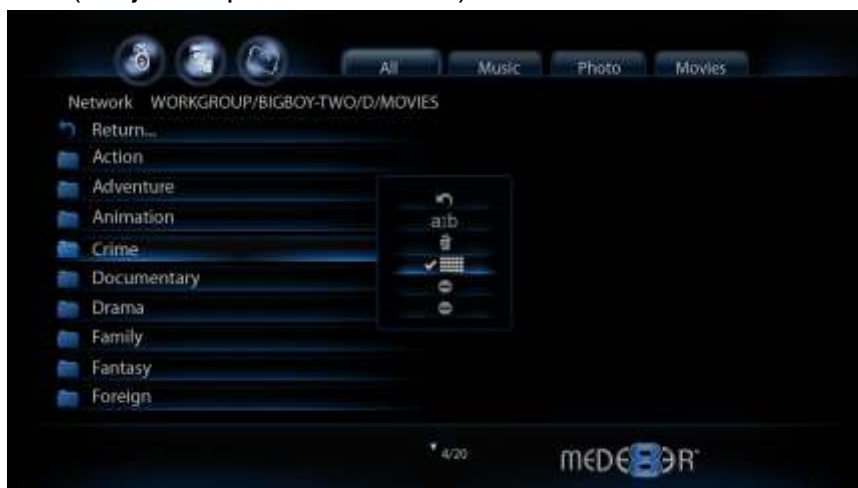 All Music Photo Movies
Network WORKGROUP/BIGBOY-TWO/D/MOVIES
Return...
Action
Adventure
Animation
a:b
Crime
Documentary
Drama
Family
Fantasy
Foreign
4/20
MEDE8ER